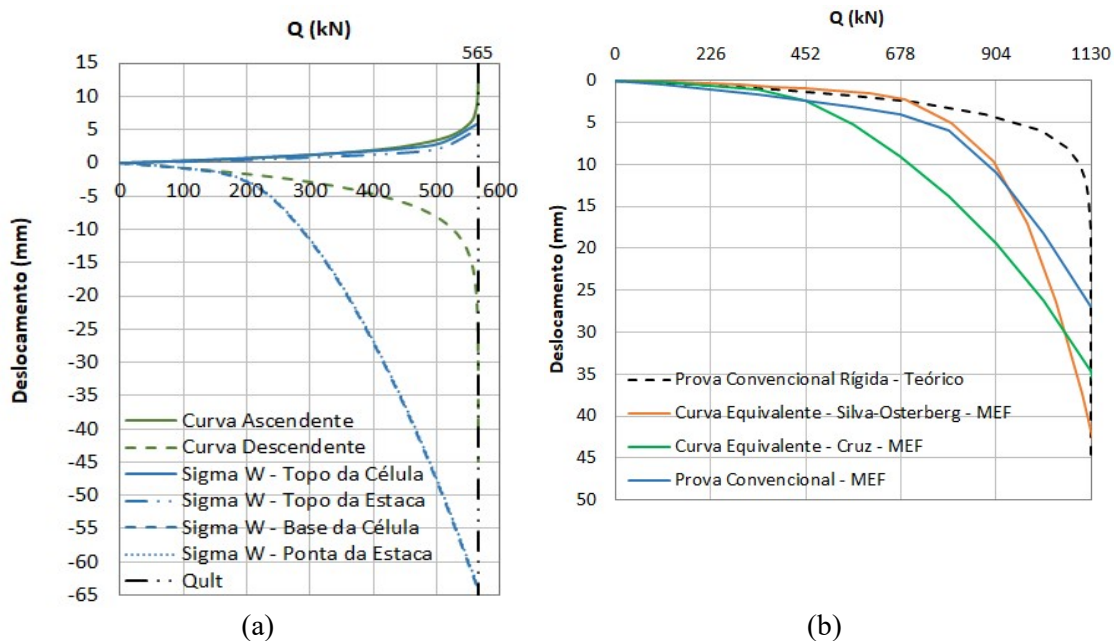 Q (kN)
565
15
10
5
0
-5
-10
-15
-20
-25
-30
-35
-40
-45
-50
-55
-60
-65
0 100 200 300 400 500 600
Deslocamento (mm)
Curva Ascendente
Curva Descendente
Sigma W - Topo da Célula
Sigma W - Topo da Estaca
Sigma W - Base da Célula
Sigma W - Ponta da Estaca
Qult
(a)
Q (kN)
0 226 452 678 904 1130
0
5
10
15
20
25
30
35
40
45
50
Deslocamento (mm)
Prova Convencional Rígida - Teórico
Curva Equivalente - Silva-Osterberg - MEF
Curva Equivalente - Cruz - MEF
Prova Convencional - MEF
(b)